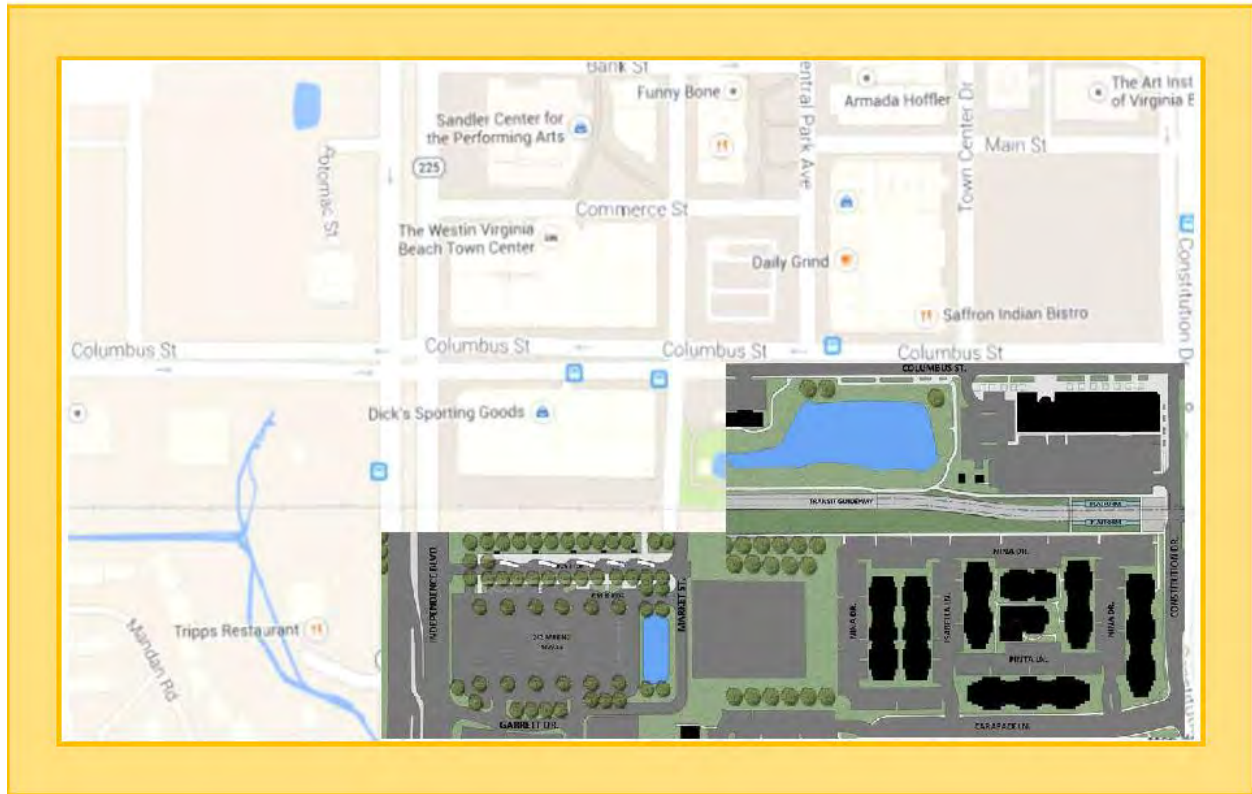 Bank St
Funny Bone
entral Park Ave
Armada Hoffler
Town Center Dr
The Art Inst
of Virginia B
Sandler Center for
the Performing Arts
Main St
225
Potomac St
Commerce St
The Westin Virginia
Beach Town Center
Daily Grind
Constitution Dr
Saffron Indian Bistro
Columbus St
Columbus St
Columbus St
Columbus St
COLUMBUS ST.
Dick's Sporting Goods
TRANSIT GUIDEWAY
PLATFORM
PLATFORM
NINA DR.
CONSTITUTION DR.
INDEPENDENCE BLVD
MARKET ST.
NINA DR.
ISABELLA LN.
NINA DR.
Tripps Restaurant
Mandan Rd
PINTA LN.
GARRETT DR.